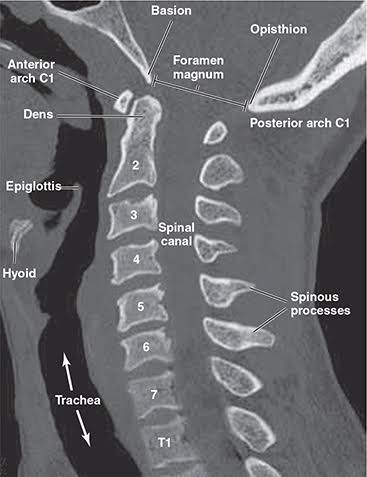 Basion
Opisthion
Foramen
magnum
Anterior
arch C1
Dens
Posterior arch C1
2
Epiglottis
3
Spinal
canal
4
Hyoid
5
Spinous
processes
6
7
Trachea
T1